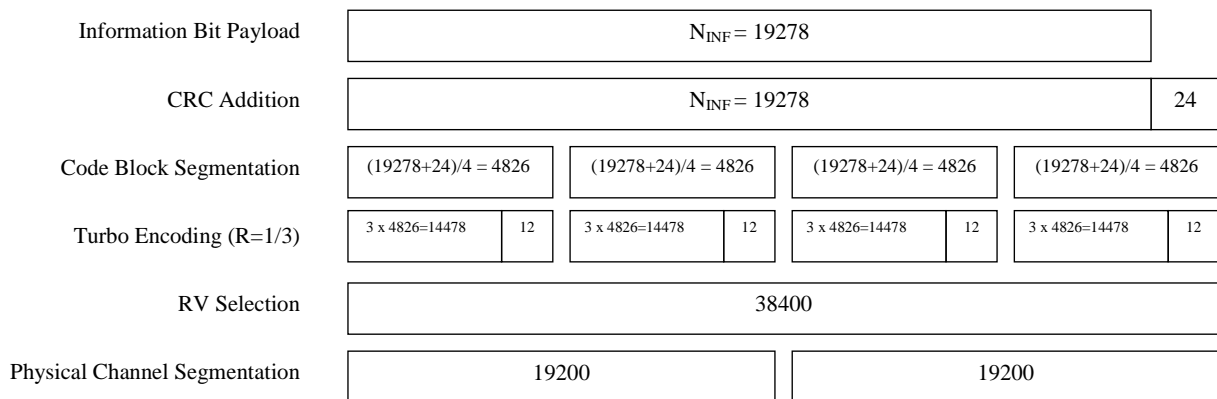 Information Bit Payload
N_INF = 19278
CRC Addition
N_INF = 19278 24
Code Block Segmentation
(19278+24)/4 = 4826 (19278+24)/4 = 4826 (19278+24)/4 = 4826 (19278+24)/4 = 4826
Turbo Encoding (R=1/3)
3 x 4826=14478 12 3 x 4826=14478 12 3 x 4826=14478 12 3 x 4826=14478 12
RV Selection
38400
Physical Channel Segmentation
19200 19200